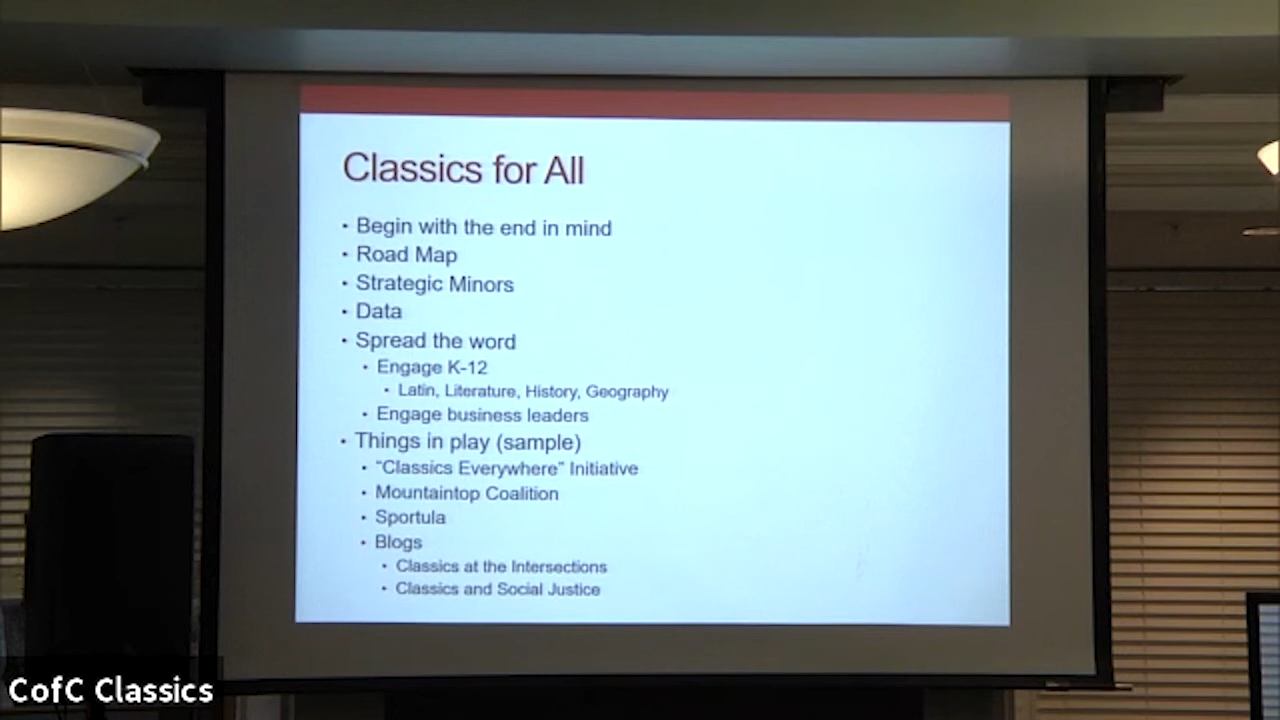 Classics for All
• Begin with the end in mind
• Road Map
• Strategic Minors
• Data
• Spread the word
• Engage K-12
• Latin, Literature, History, Geography
• Engage business leaders
• Things in play (sample)
• “Classics Everywhere” Initiative
• Mountaintop Coalition
• Sportula
• Blogs
• Classics at the Intersections
• Classics and Social Justice
CofC Classics